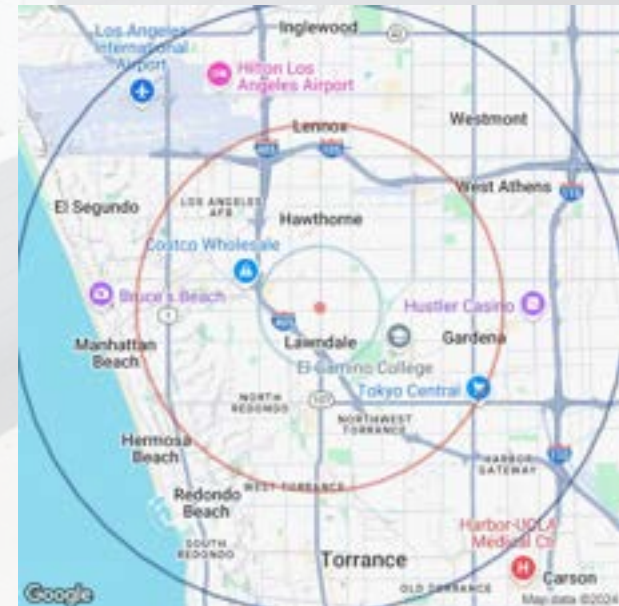 Inglewood
Los Angeles
International
Airport
Hilton Los
Angeles Airport
Westmont
Lennox
405
105
West Athens
110
El Segundo
LOS ANGELES
AFB
Hawthorne
Costco Wholesale
Bruce's Beach
1
Hustler Casino
Manhattan
Beach
405
Lawndale
Gardena
El Camino College
Tokyo Central
NORTH
REDONDO
107
NORTHWEST
TORRANCE
Hermosa
Beach
HARBOR
GATEWAY
110
WEST TORRANCE
Redondo
Beach
Harbor-UCLA
Medical Ctr
SOUTH
REDONDO
Torrance
H
Carson
OLD TORRANCE
Google
Map data ©2024